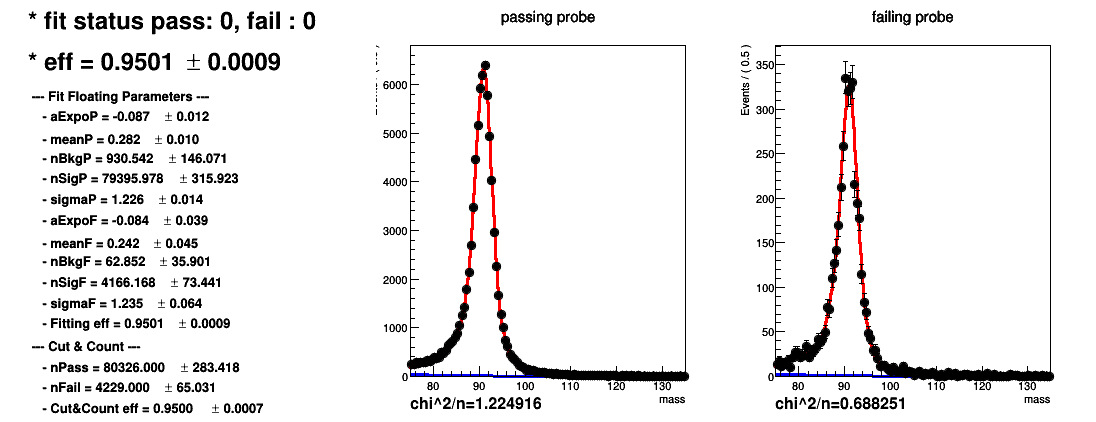 * fit status pass: 0, fail : 0
* eff = 0.9501 ± 0.0009
--- Fit Floating Parameters ---
- aExpoP = -0.087 ± 0.012
- meanP = 0.282 ± 0.010
- nBkgP = 930.542 ± 146.071
- nSigP = 79395.978 ± 315.923
- sigmaP = 1.226 ± 0.014
- aExpoF = -0.084 ± 0.039
- meanF = 0.242 ± 0.045
- nBkgF = 62.852 ± 35.901
- nSigF = 4166.168 ± 73.441
- sigmaF = 1.235 ± 0.064
- Fitting eff = 0.9501 ± 0.0009
--- Cut & Count ---
- nPass = 80326.000 ± 283.418
- nFail = 4229.000 ± 65.031
- Cut&Count eff = 0.9500 ± 0.0007
passing probe
6000
5000
4000
3000
2000
1000
0
80 90 100 110 120 130
mass
chi^2/n=1.224916
failing probe
Events / ( 0.5 )
350
300
250
200
150
100
50
0
80 90 100 110 120 130
mass
chi^2/n=0.688251